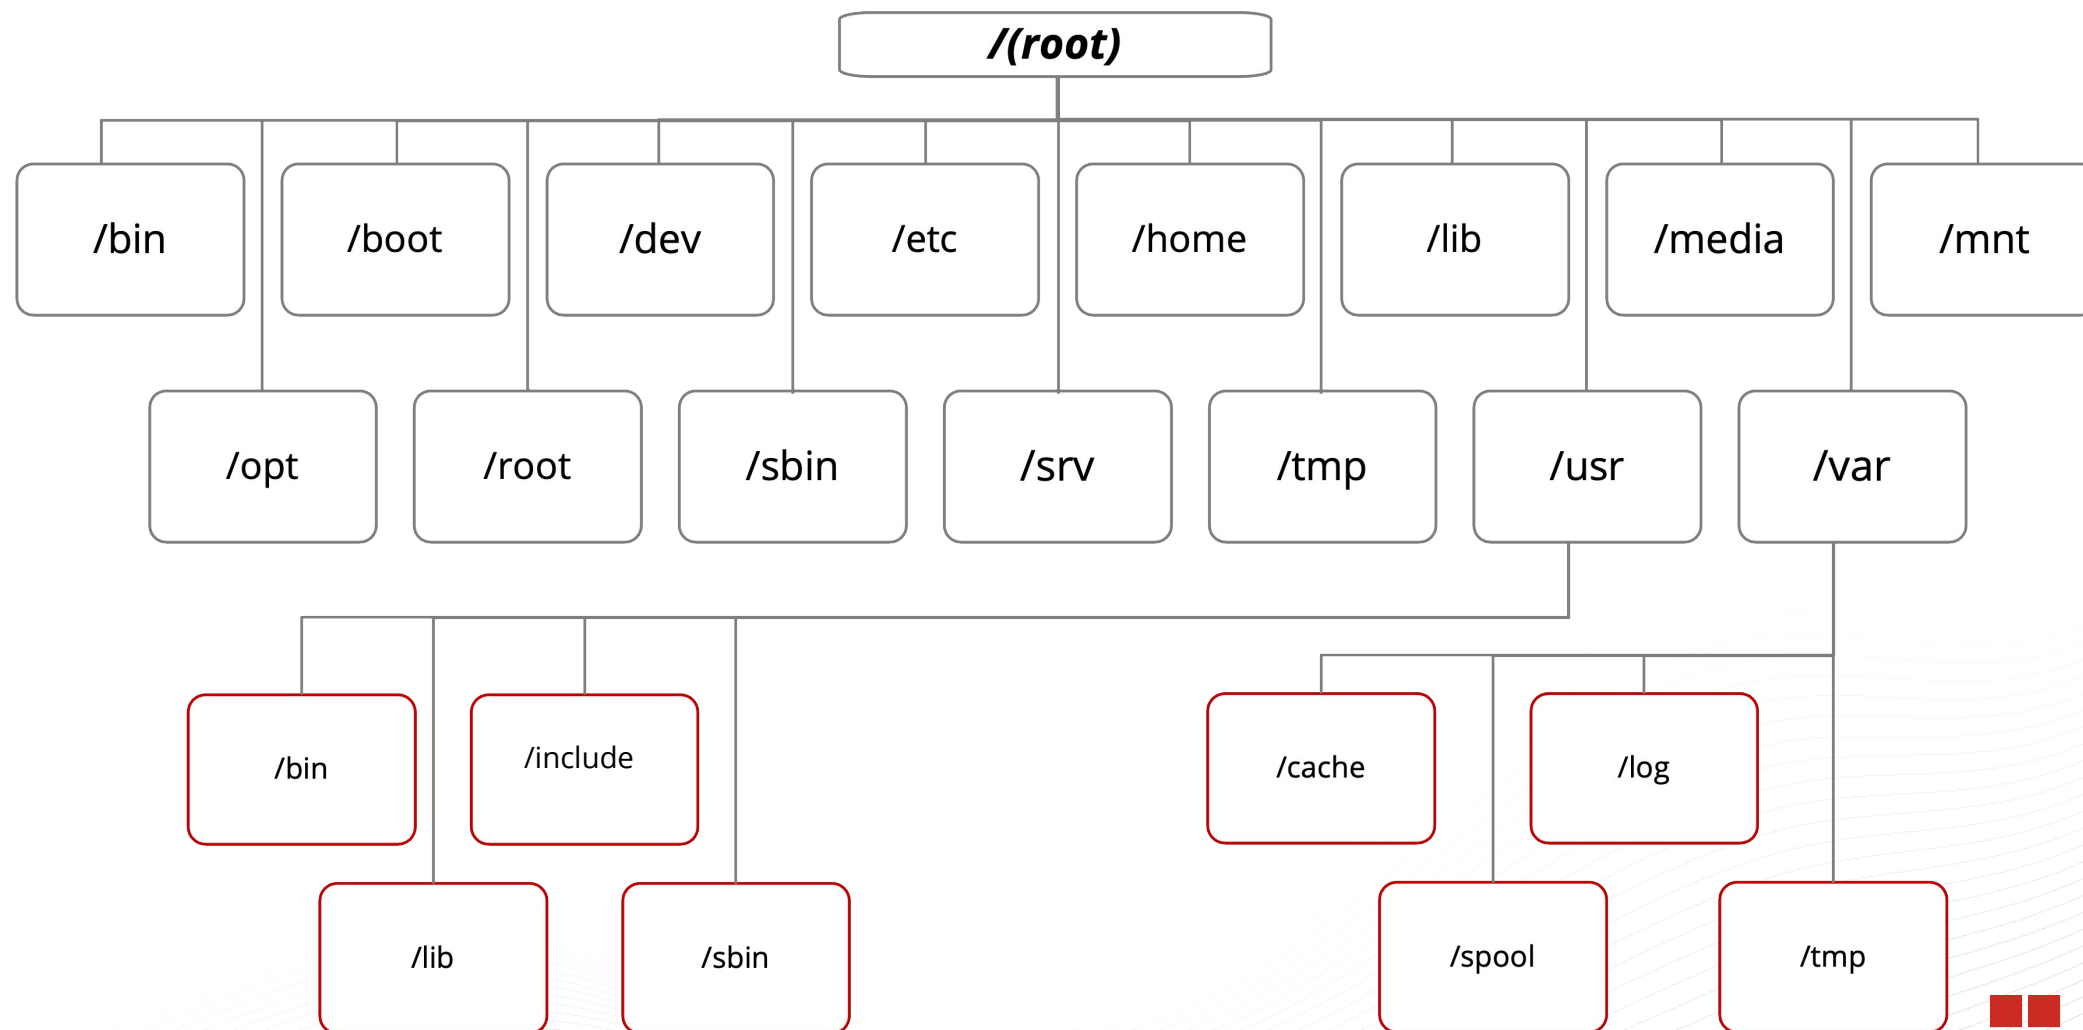 /(root)
/bin
/boot
/dev
/etc
/home
/lib
/media
/mnt
/opt
/root
/sbin
/srv
/tmp
/usr
/var
/bin
/include
/cache
/log
/lib
/sbin
/spool
/tmp